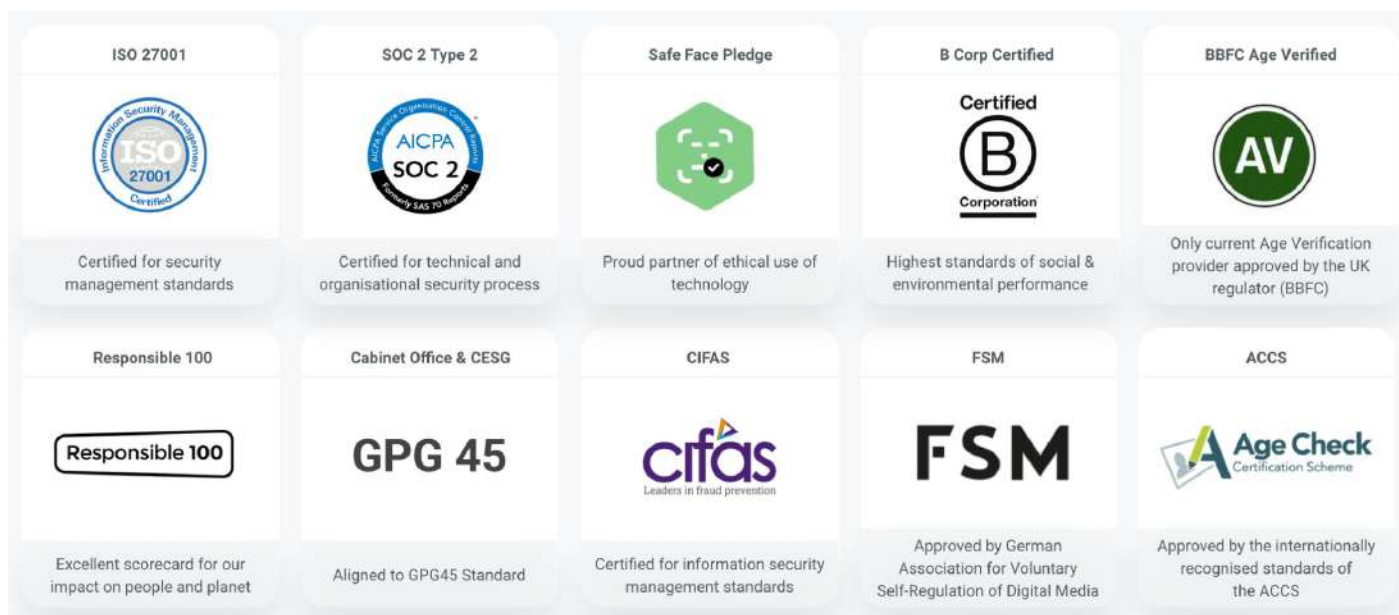 ISO 27001
SOC 2 Type 2
Safe Face Pledge
B Corp Certified
BBFC Age Verified
Information Security Management
ISO
27001
Certified
AICPA Service Organization Control Reports
AICPA
SOC 2
Formerly SAS 70 Reports
Certified
B
Corporation
AV
Certified for security
management standards
Certified for technical and
organisational security process
Proud partner of ethical use of
technology
Highest standards of social &
environmental performance
Only current Age Verification
provider approved by the UK
regulator (BBFC)
Responsible 100
Cabinet Office & CESG
CIFAS
FSM
ACCS
Responsible 100
GPG 45
cifas
Leaders in fraud prevention
FSM
Age Check
Certification Scheme
Excellent scorecard for our
impact on people and planet
Aligned to GPG45 Standard
Certified for information security
management standards
Approved by German
Association for Voluntary
Self-Regulation of Digital Media
Approved by the internationally
recognised standards of
the ACCS